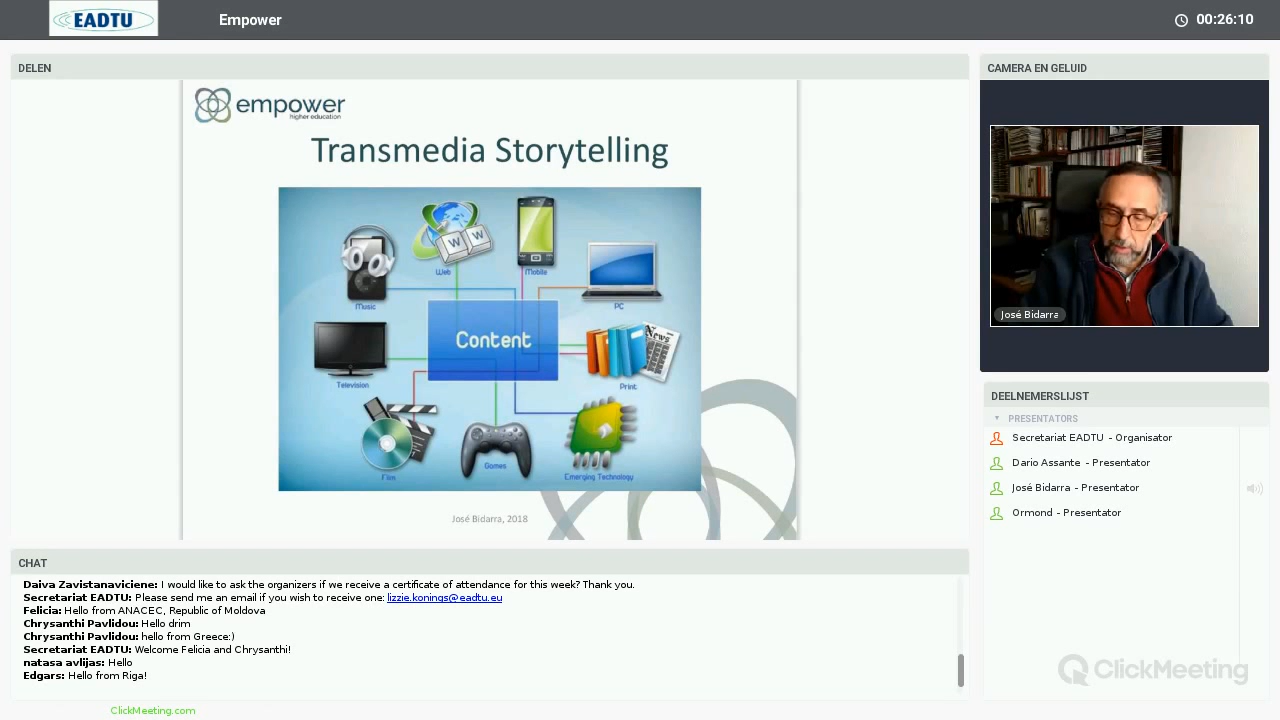 EADTU
Empower
00:26:10
DELEN
empower
higher education
Transmedia Storytelling
Web
Mobile
Music
PC
Content
News
Television
Print
Film
Games
Emerging Technology
José Bidarra, 2018
CAMERA EN GELUID
José Bidarra
DEELNEMERSLIJST
PRESENTATORS
Secretariat EADTU - Organisator
Dario Assante - Presentator
José Bidarra - Presentator
Ormond - Presentator
CHAT
Daiva Zavistanaviciene: I would like to ask the organizers if we receive a certificate of attendance for this week? Thank you.
Secretariat EADTU: Please send me an email if you wish to receive one: lizzie.konings@eadtu.eu
Felicia: Hello from ANACEC, Republic of Moldova
Chrysanthi Pavlidou: Hello drim
Chrysanthi Pavlidou: hello from Greece:)
Secretariat EADTU: Welcome Felicia and Chrysanthi!
natasa avlijas: Hello
Edgars: Hello from Riga!
ClickMeeting
ClickMeeting.com